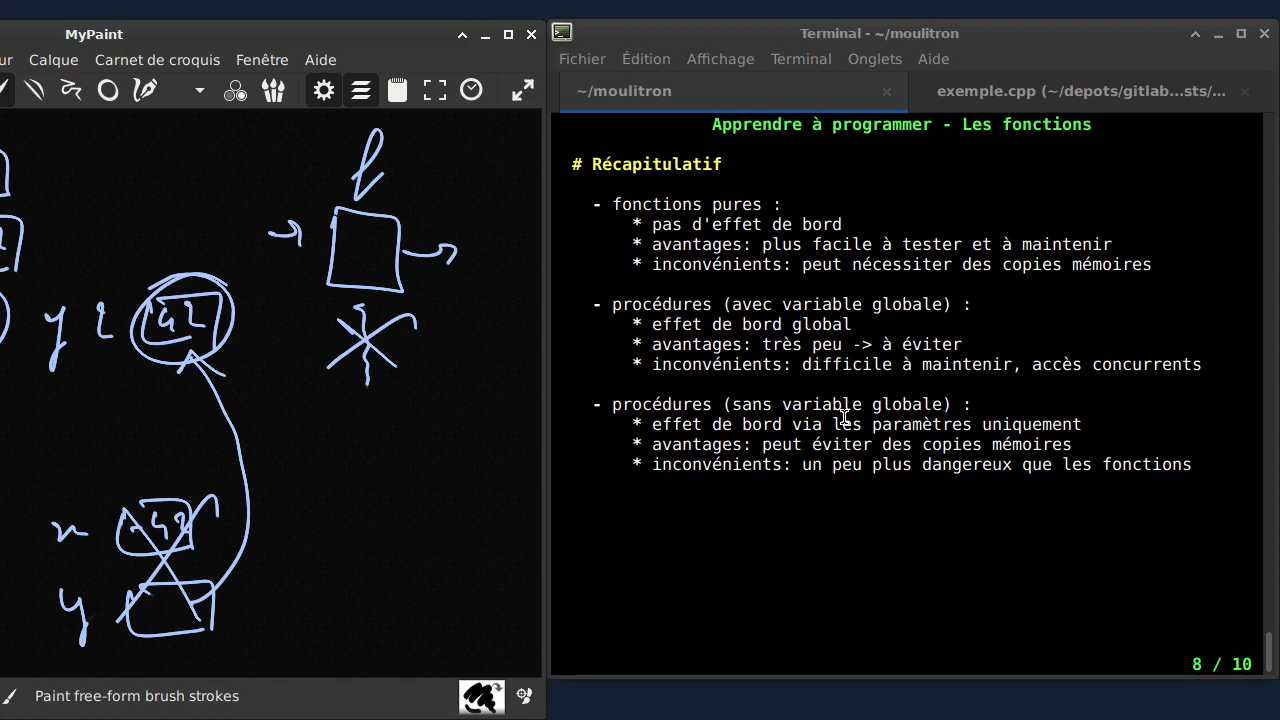 MyPaint
ur Calque Carnet de croquis Fenêtre Aide
y 2 42
x -42
y
Paint free-form brush strokes
Terminal - ~/moulitron
Fichier Édition Affichage Terminal Onglets Aide
~/moulitron exemple.cpp (~/depots/gitlab...sts/...
Apprendre à programmer - Les fonctions
# Récapitulatif
- fonctions pures :
* pas d'effet de bord
* avantages: plus facile à tester et à maintenir
* inconvénients: peut nécessiter des copies mémoires
- procédures (avec variable globale) :
* effet de bord global
* avantages: très peu -> à éviter
* inconvénients: difficile à maintenir, accès concurrents
- procédures (sans variable globale) :
* effet de bord via les paramètres uniquement
* avantages: peut éviter des copies mémoires
* inconvénients: un peu plus dangereux que les fonctions
8 / 10